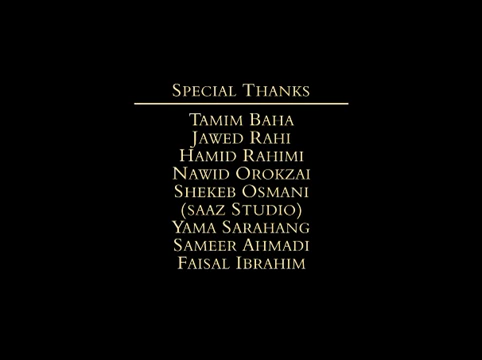 Special Thanks
Tamim Baha
Jawed Rahi
Hamid Rahimi
Nawid Orokzai
Shekeb Osmani
(saaz Studio)
Yama Sarahang
Sameer Ahmadi
Faisal Ibrahim